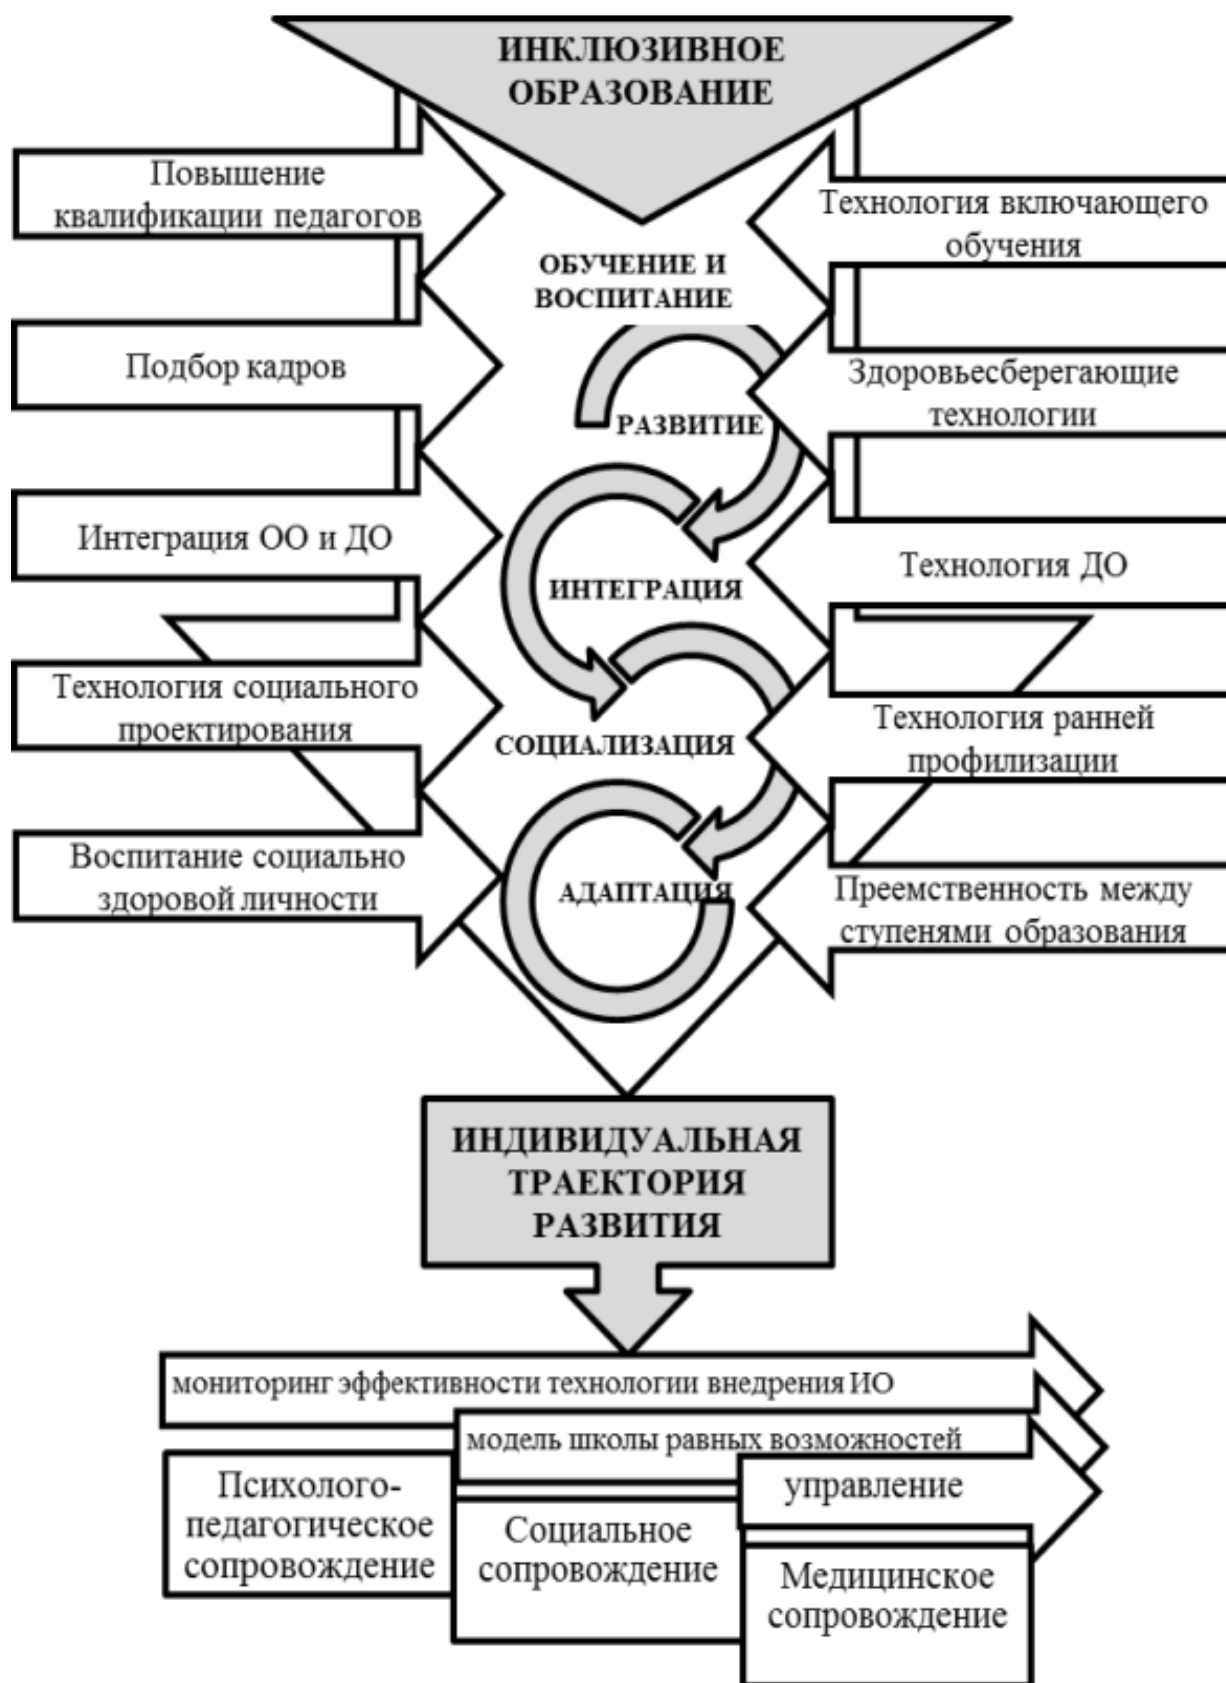 ИНКЛЮЗИВНОЕ
ОБРАЗОВАНИЕ
Повышение
квалификации педагогов
Технология включающего
обучения
ОБУЧЕНИЕ И
ВОСПИТАНИЕ
Подбор кадров
Здоровьесберегающие
технологии
РАЗВИТИЕ
Интеграция ОО и ДО
Технология ДО
ИНТЕГРАЦИЯ
Технология социального
проектирования
Технология ранней
профилизации
СОЦИАЛИЗАЦИЯ
Воспитание социально
здоровой личности
Преемственность между
ступенями образования
АДАПТАЦИЯ
ИНДИВИДУАЛЬНАЯ
ТРАЕКТОРИЯ
РАЗВИТИЯ
мониторинг эффективности технологии внедрения ИО
модель школы равных возможностей
управление
Психолого-
педагогическое
сопровождение
Социальное
сопровождение
Медицинское
сопровождение